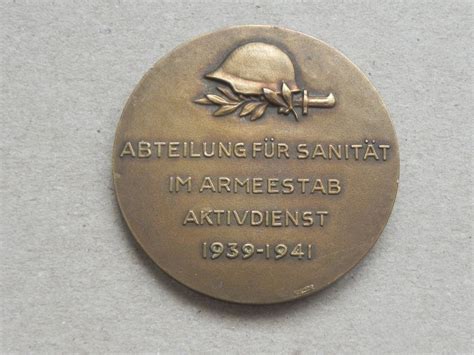 ABTEILUNG FÜR SANITÄT
IM ARMEESTAB
AKTIVDIENST
1939-1941